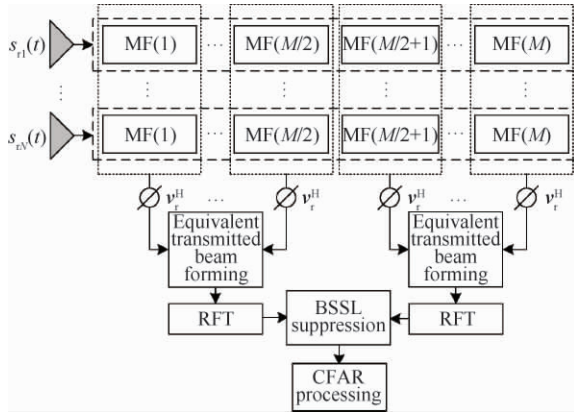 s_r1(t) MF(1) ... MF(M/2) MF(M/2+1) ... MF(M)
⋮ ⋮ ⋮ ⋮ ⋮
s_rN(t) MF(1) ... MF(M/2) MF(M/2+1) ... MF(M)
v_r^H ... v_r^H v_r^H ... v_r^H
Equivalent
transmitted
beam
forming
Equivalent
transmitted
beam
forming
RFT
BSSL
suppression
RFT
CFAR
processing